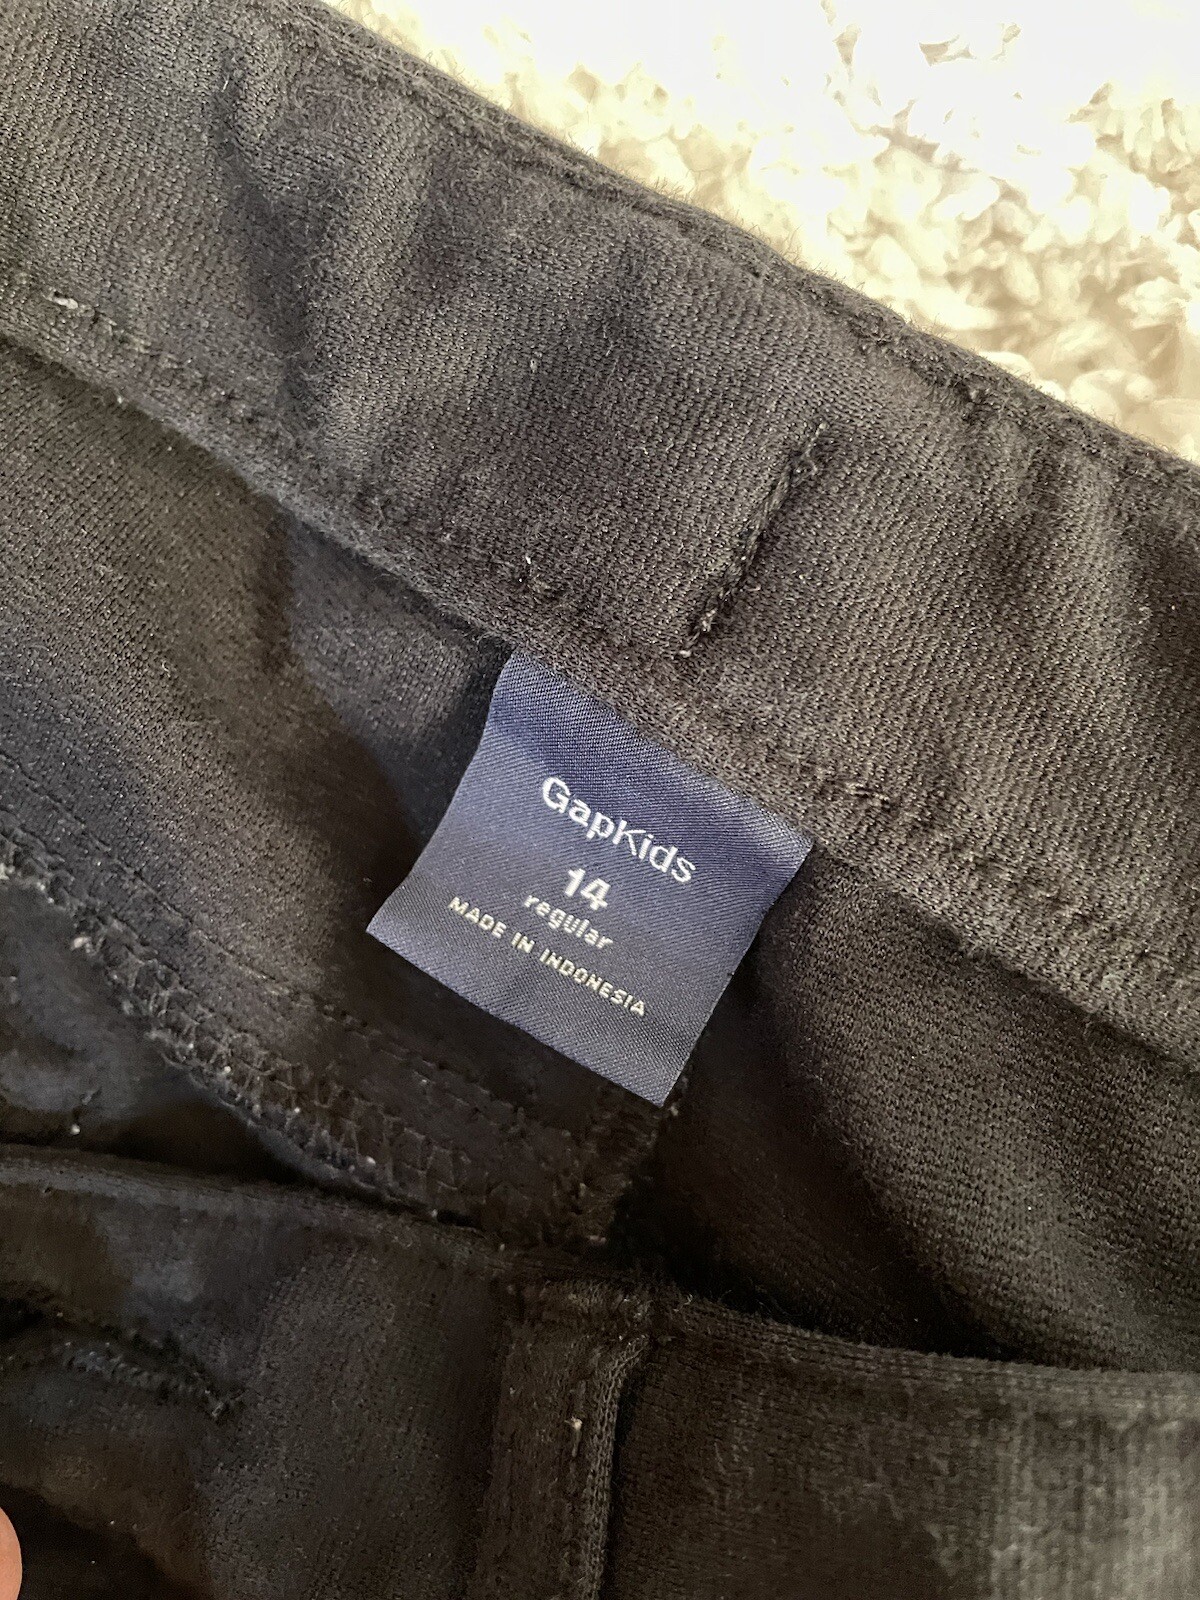 GapKids
14
regular
MADE IN INDONESIA